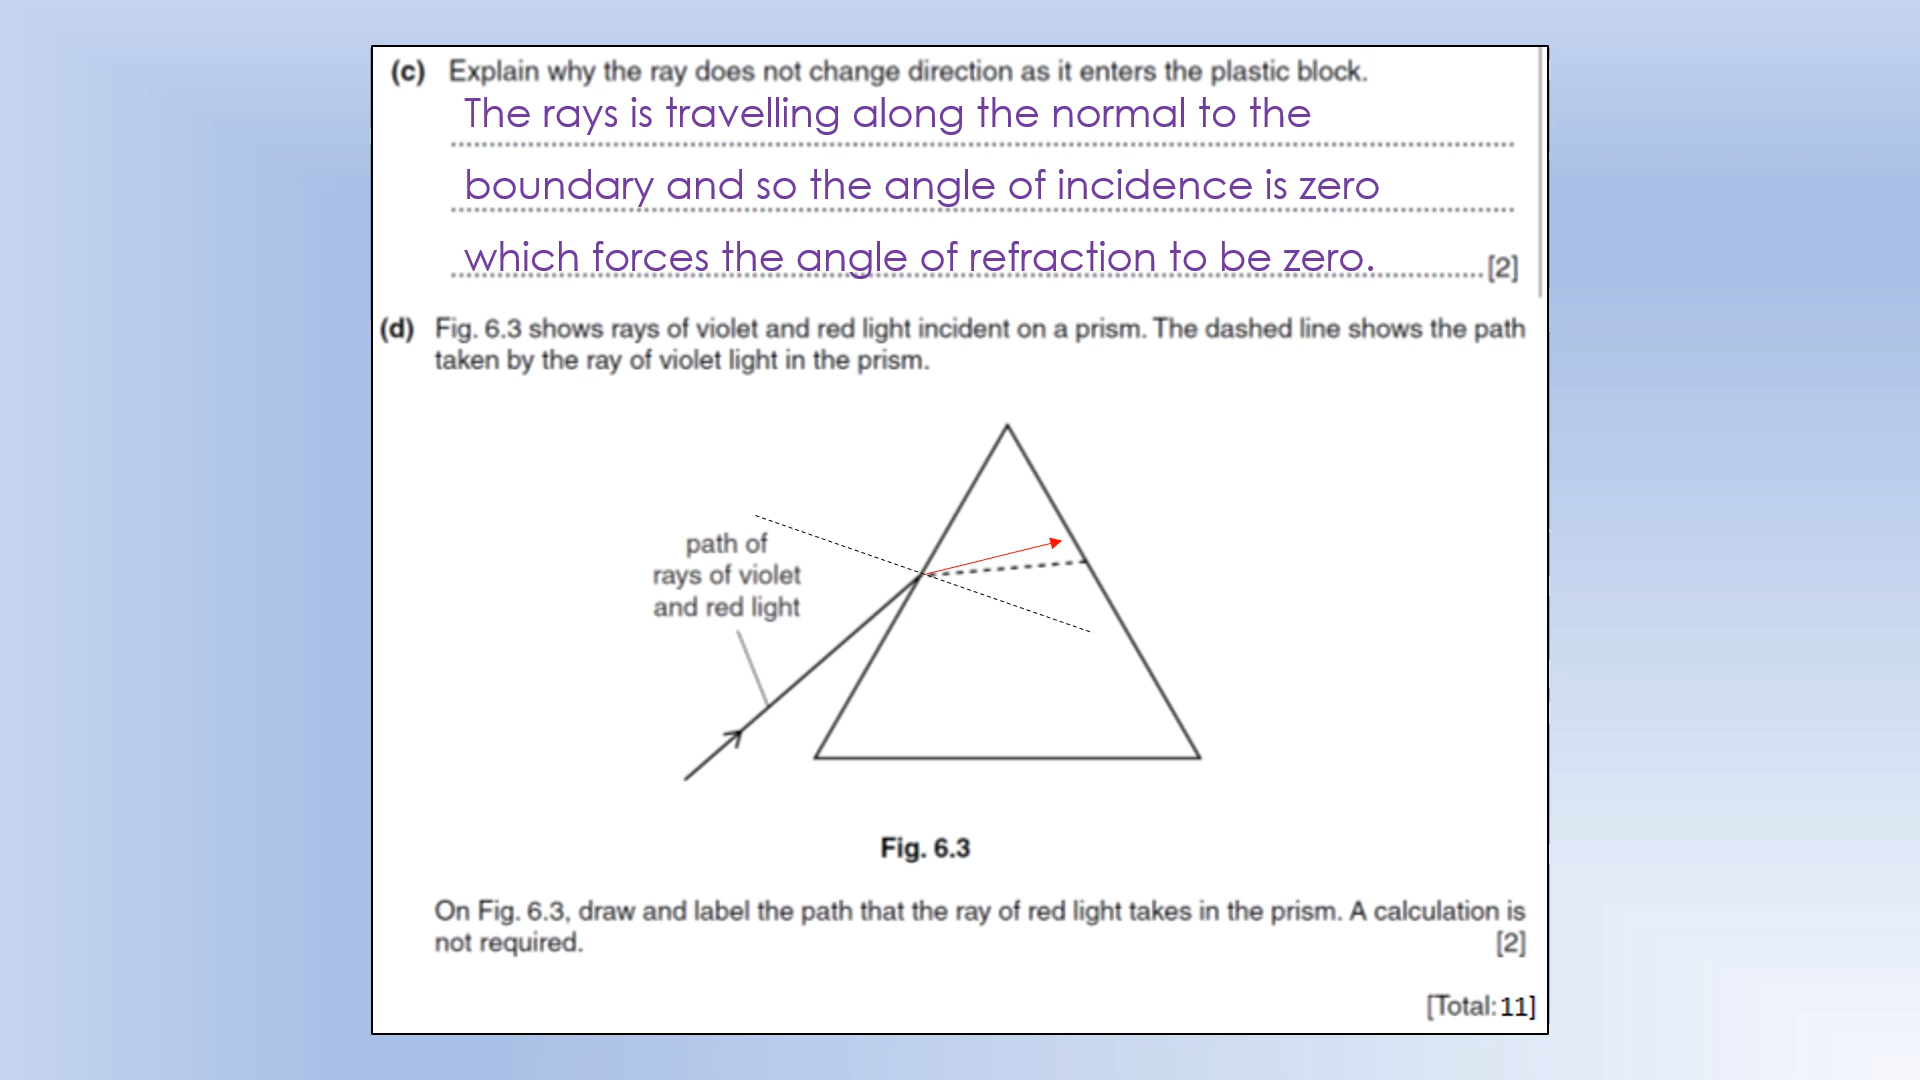 (c) Explain why the ray does not change direction as it enters the plastic block.
The rays is travelling along the normal to the
boundary and so the angle of incidence is zero
which forces the angle of refraction to be zero. [2]
(d) Fig. 6.3 shows rays of violet and red light incident on a prism. The dashed line shows the path
taken by the ray of violet light in the prism.
path of
rays of violet
and red light
Fig. 6.3
On Fig. 6.3, draw and label the path that the ray of red light takes in the prism. A calculation is
not required. [2]
[Total: 11]